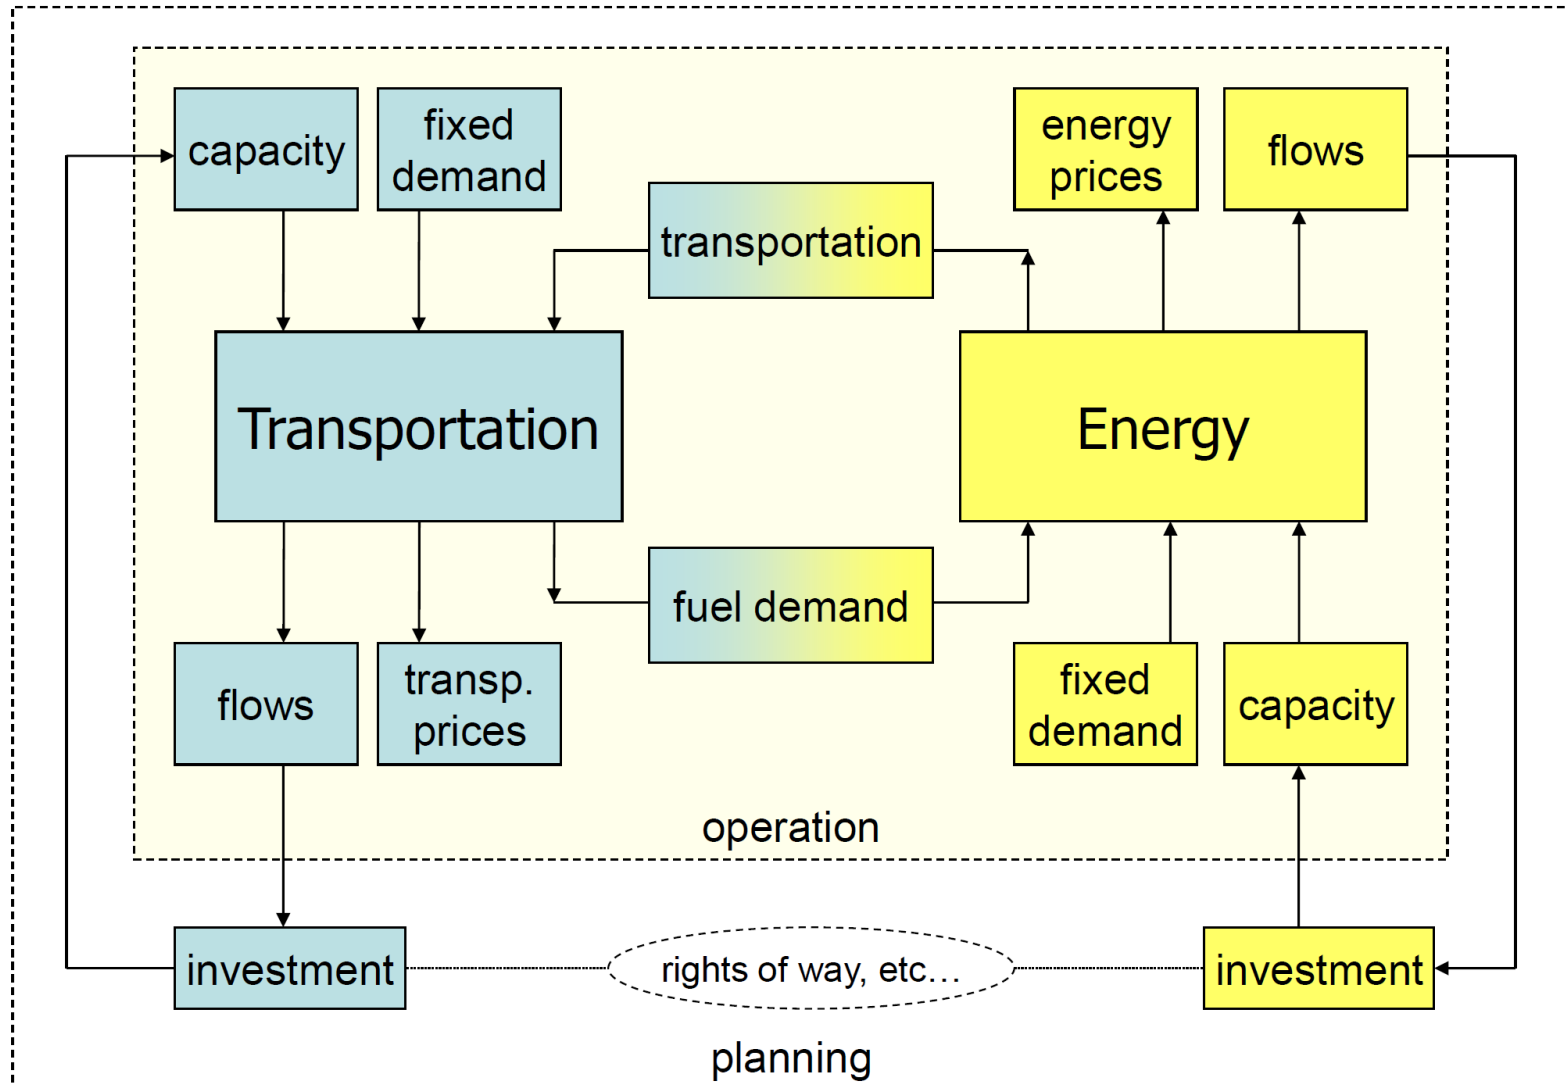 capacity
fixed
demand
energy
prices
flows
transportation
Transportation
Energy
fuel demand
flows
transp.
prices
fixed
demand
capacity
operation
investment
rights of way, etc…
investment
planning